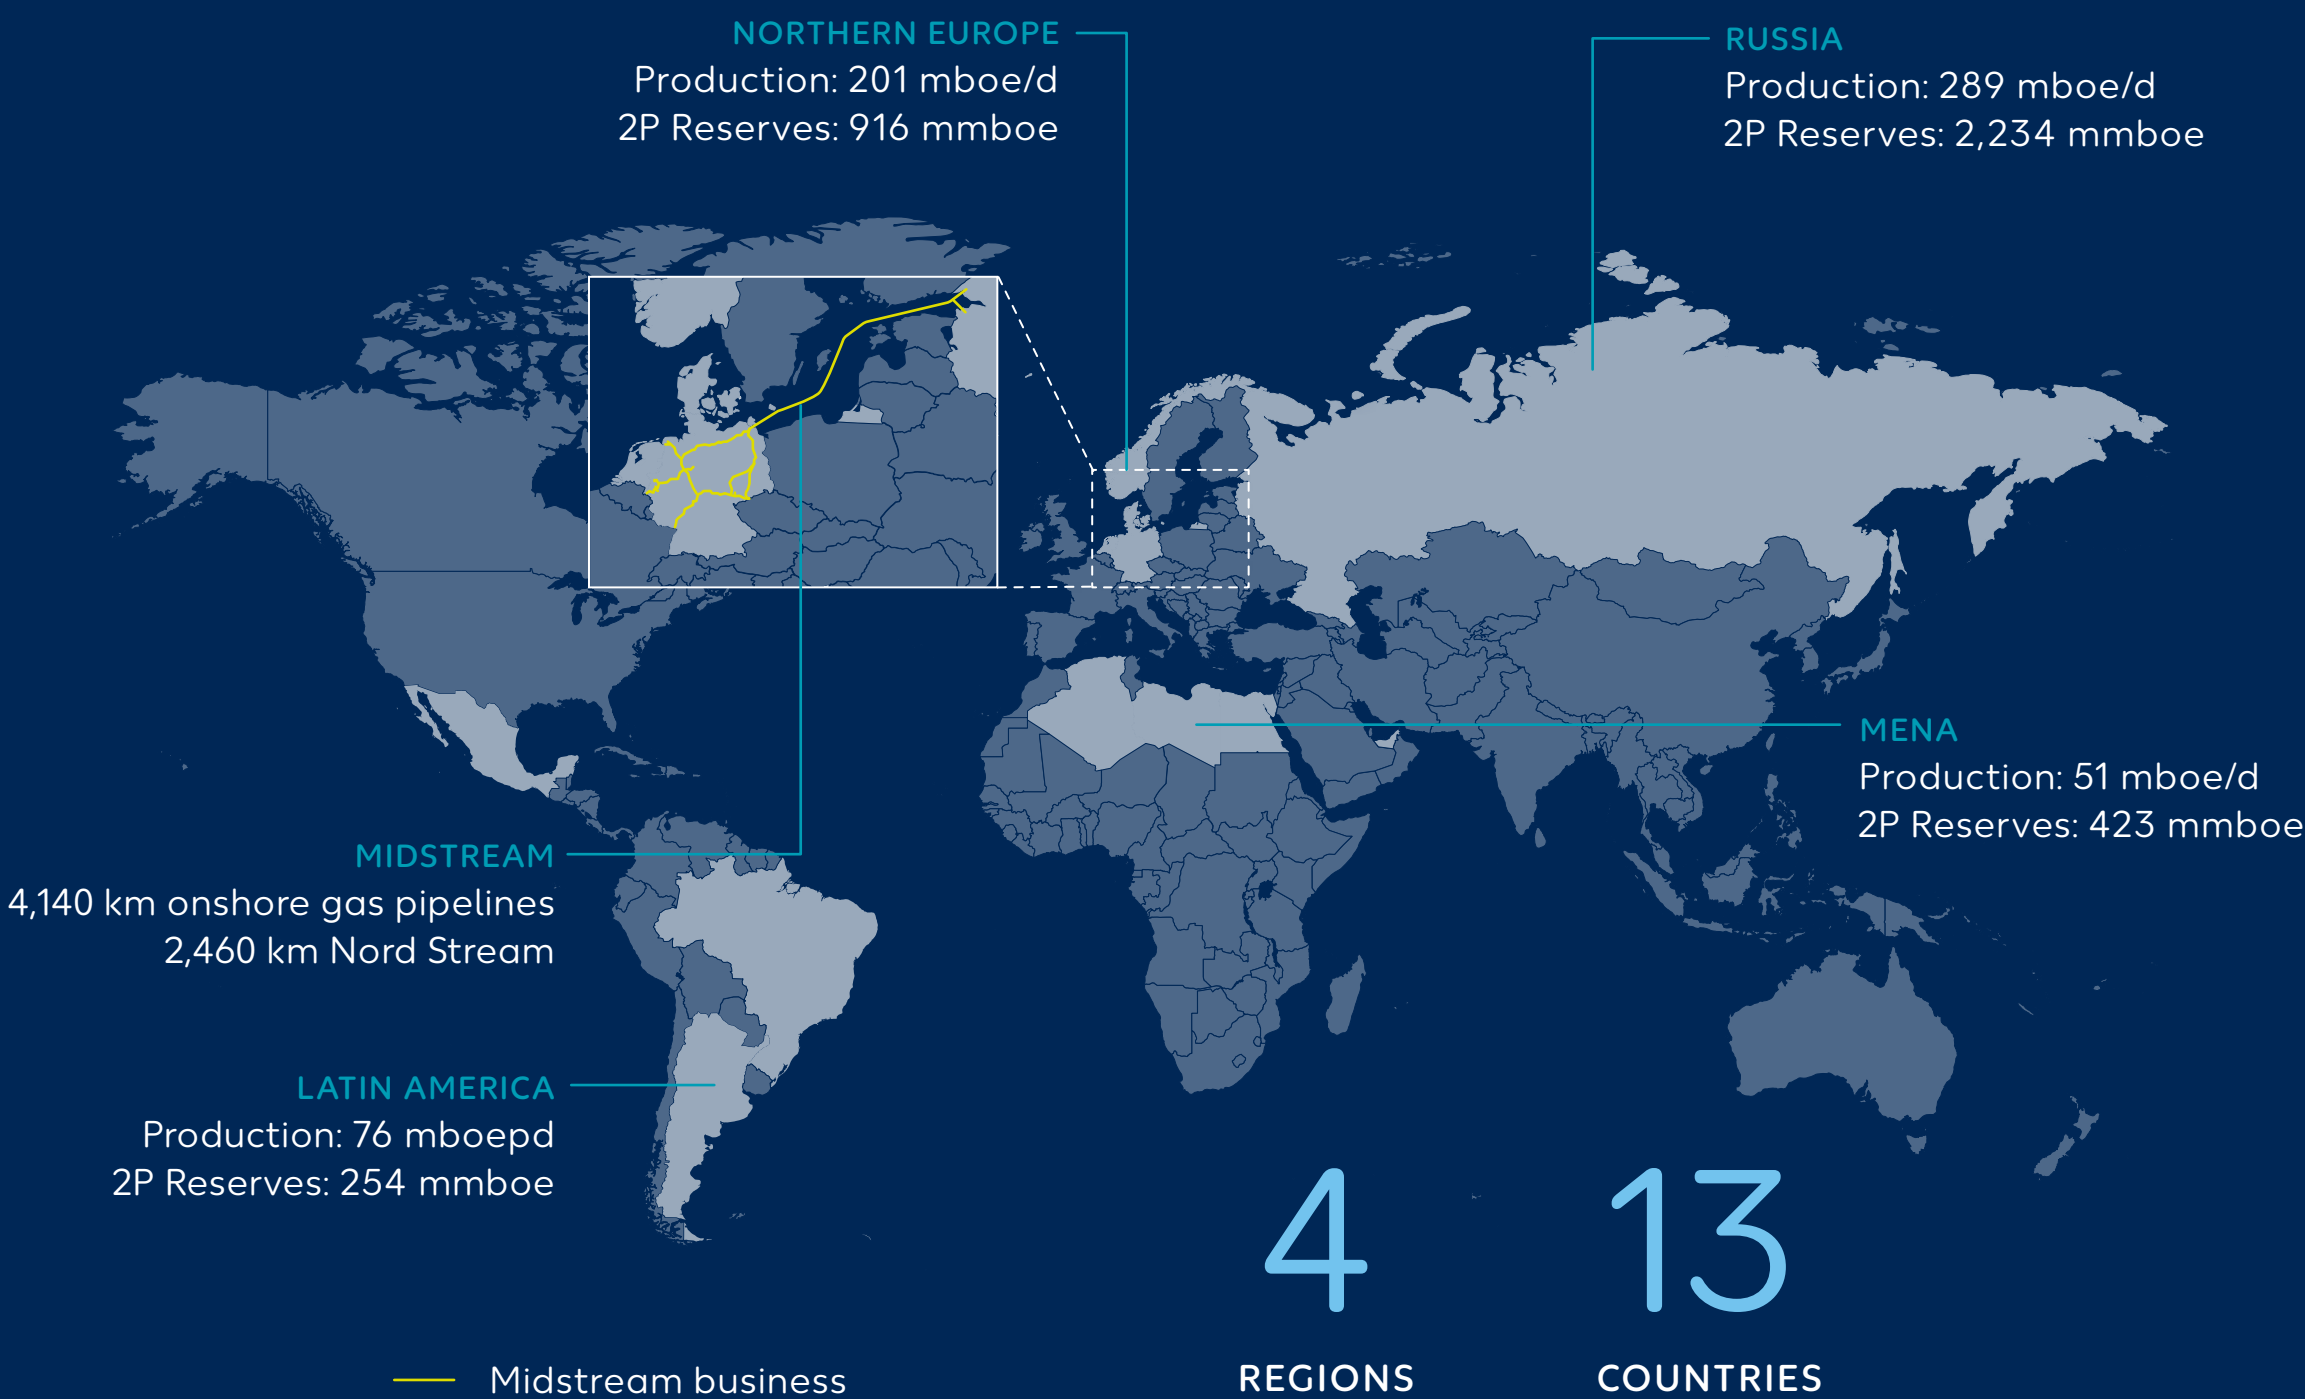 NORTHERN EUROPE
Production: 201 mboe/d
2P Reserves: 916 mmboe
RUSSIA
Production: 289 mboe/d
2P Reserves: 2,234 mmboe
MENA
Production: 51 mboe/d
2P Reserves: 423 mmboe
MIDSTREAM
4,140 km onshore gas pipelines
2,460 km Nord Stream
LATIN AMERICA
Production: 76 mboepd
2P Reserves: 254 mmboe
4
REGIONS
13
COUNTRIES
Midstream business